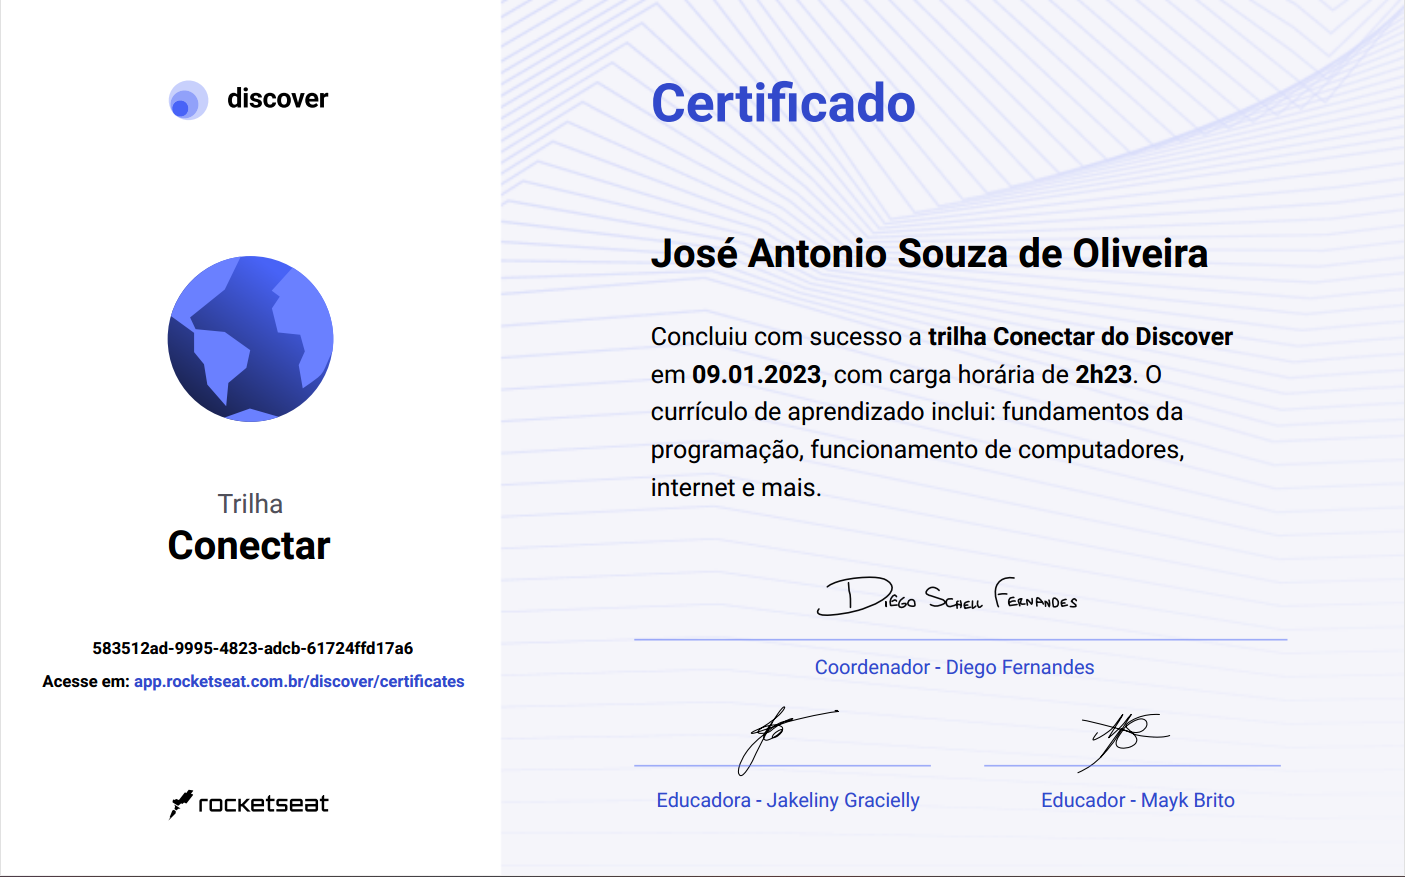 discover
Trilha
Conectar
583512ad-9995-4823-adcb-61724ffd17a6
Acesse em: app.rocketseat.com.br/discover/certificates
rocketseat
Certificado
José Antonio Souza de Oliveira
Concluiu com sucesso a trilha Conectar do Discover
em 09.01.2023, com carga horária de 2h23. O
currículo de aprendizado inclui: fundamentos da
programação, funcionamento de computadores,
internet e mais.
Diego Schell Fernandes
Coordenador - Diego Fernandes
Educadora - Jakeliny Gracielly
Educador - Mayk Brito